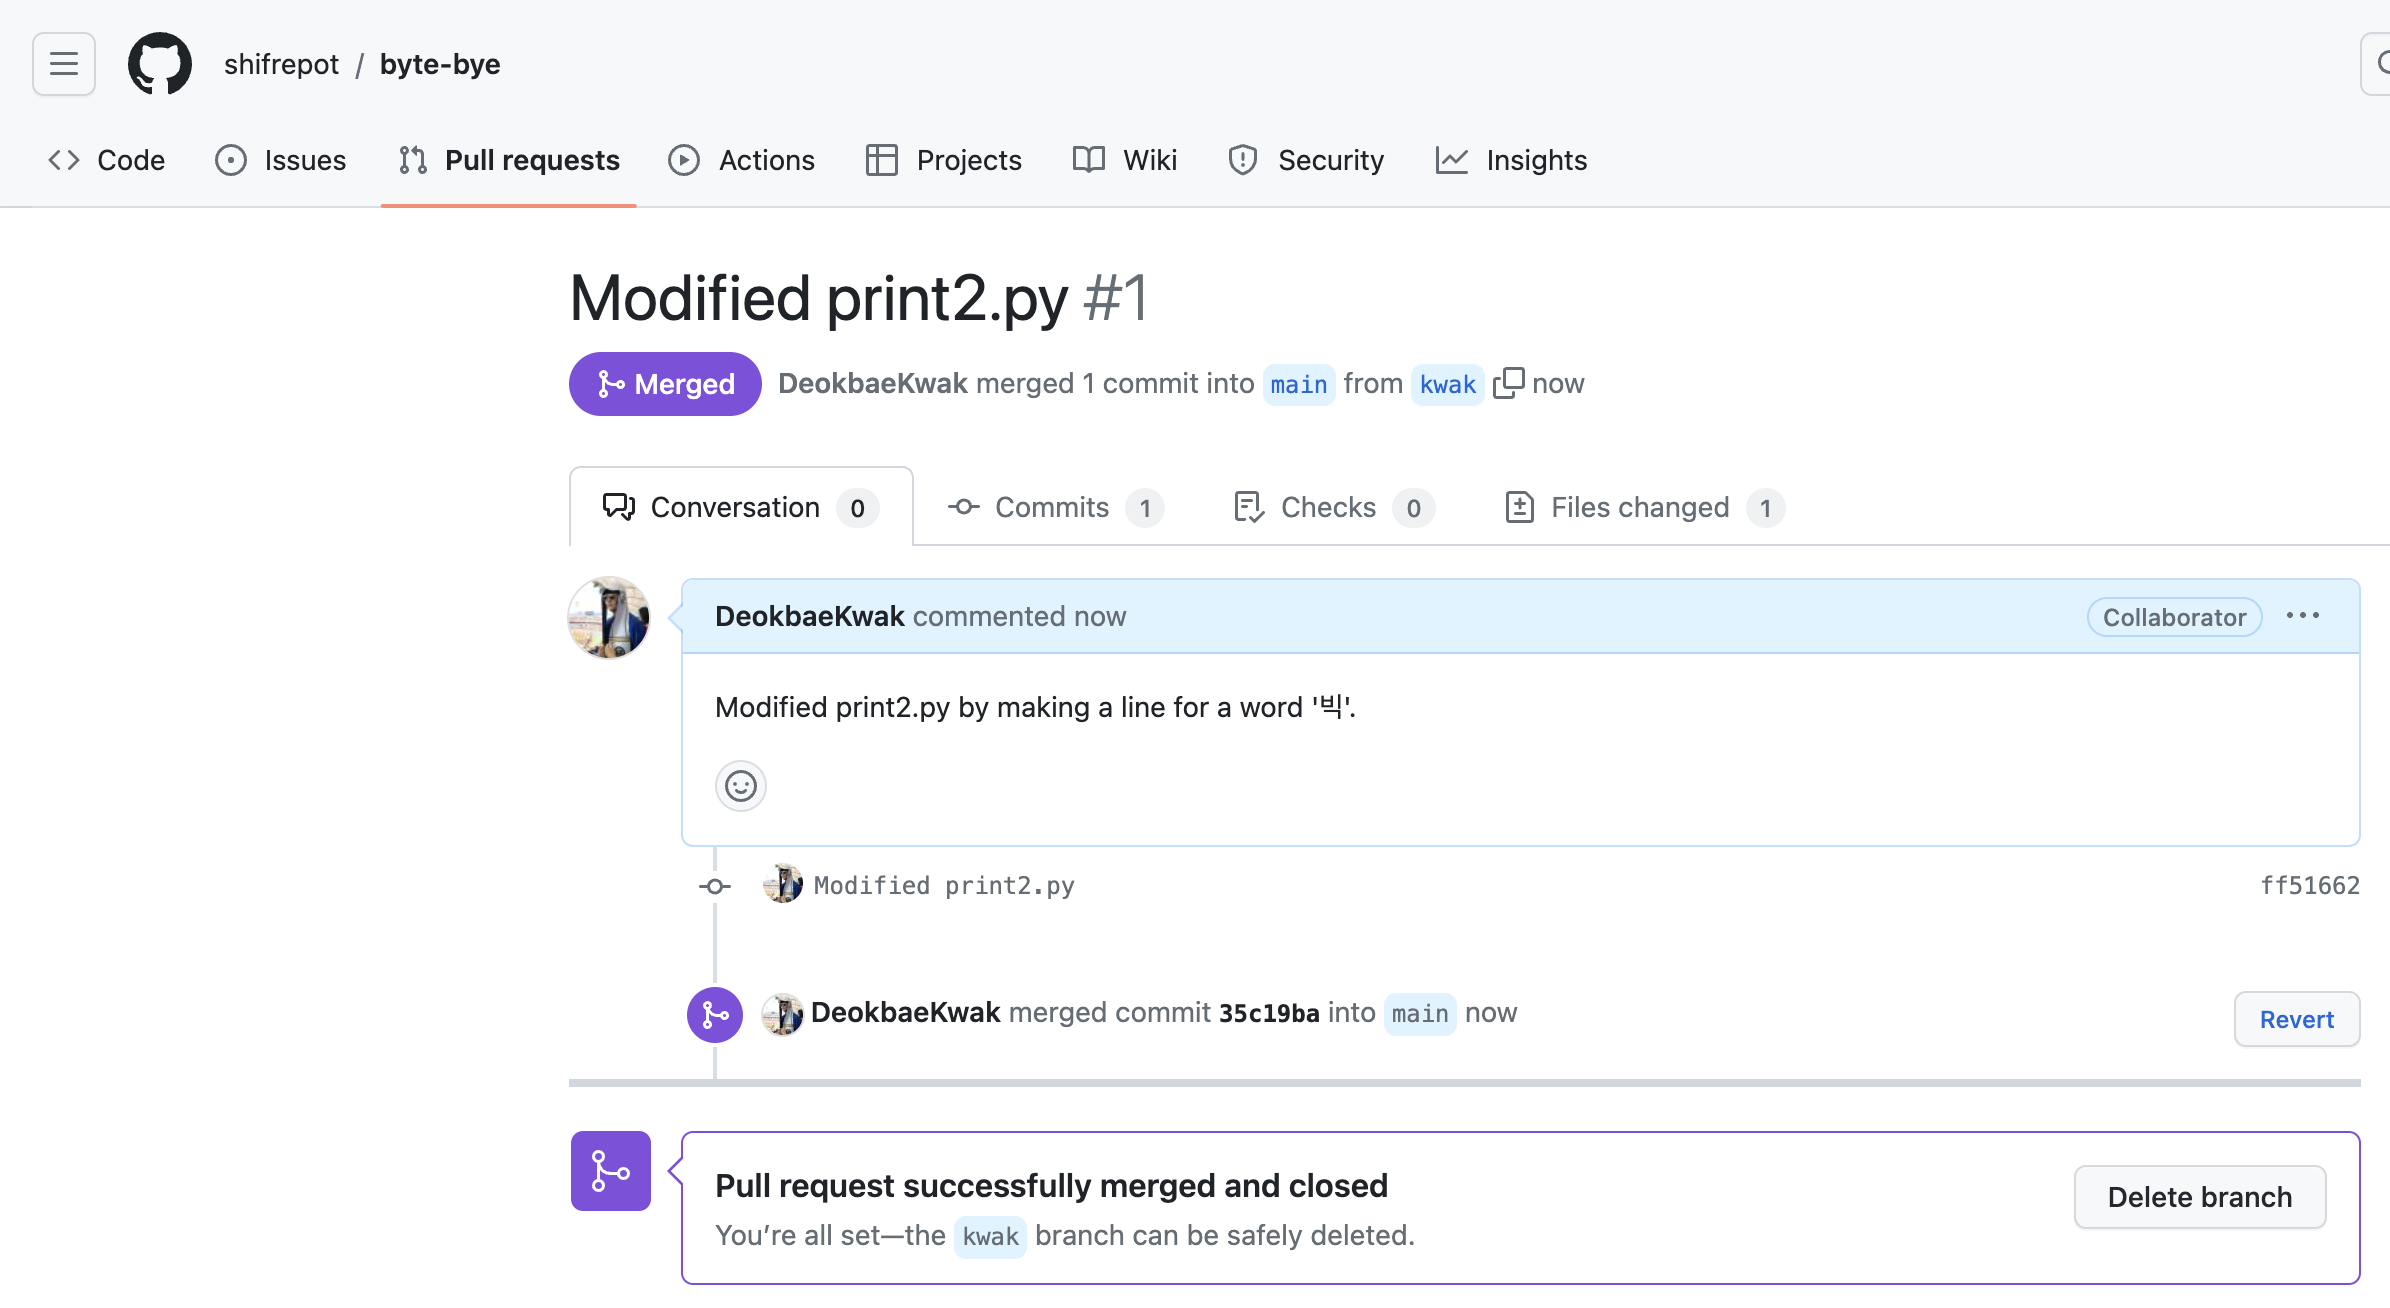 shifrepot / byte-bye
Code Issues Pull requests Actions Projects Wiki Security Insights
Modified print2.py #1
Merged DeokbaeKwak merged 1 commit into main from kwak now
Conversation 0 Commits 1 Checks 0 Files changed 1
DeokbaeKwak commented now Collaborator
Modified print2.py by making a line for a word '빅'.
Modified print2.py ff51662
DeokbaeKwak merged commit 35c19ba into main now Revert
Pull request successfully merged and closed
Delete branch
You’re all set—the kwak branch can be safely deleted.